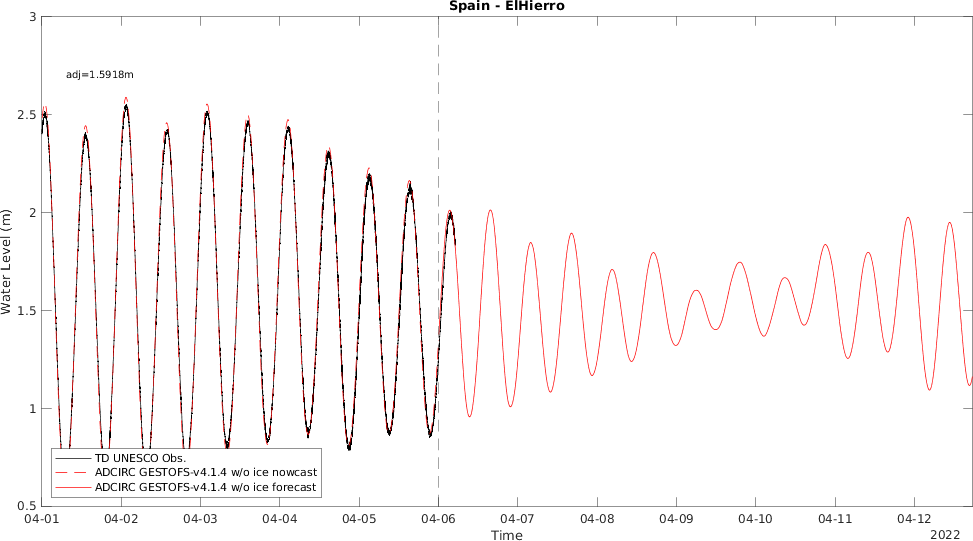 Spain - ElHierro
3
adj=1.5918m
2.5
2
Water Level (m)
1.5
1
TD UNESCO Obs.
ADCIRC GESTOFS-v4.1.4 w/o ice nowcast
ADCIRC GESTOFS-v4.1.4 w/o ice forecast
0.5
04-01 04-02 04-03 04-04 04-05 04-06 04-07 04-08 04-09 04-10 04-11 04-12
Time
2022